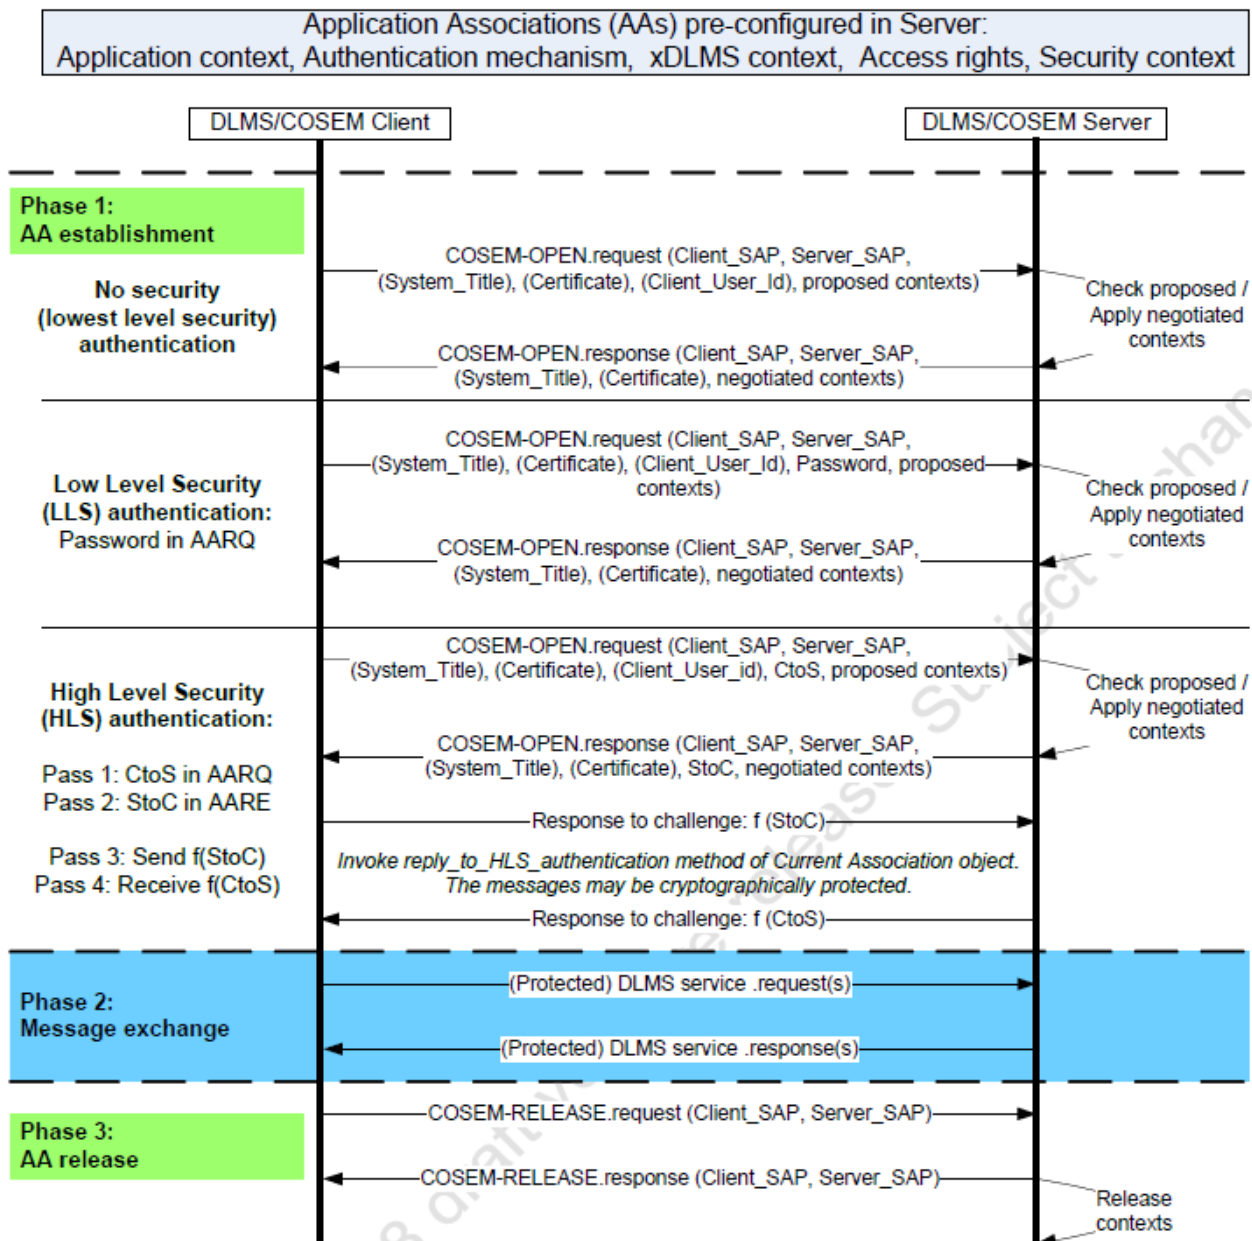 Application Associations (AAs) pre-configured in Server:
Application context, Authentication mechanism, xDLMS context, Access rights, Security context
DLMS/COSEM Client
DLMS/COSEM Server
Phase 1:
AA establishment
No security
(lowest level security)
authentication
COSEM-OPEN.request (Client_SAP, Server_SAP,
(System_Title), (Certificate), (Client_User_Id), proposed contexts)
Check proposed /
Apply negotiated
contexts
COSEM-OPEN.response (Client_SAP, Server_SAP,
(System_Title), (Certificate), negotiated contexts)
Low Level Security
(LLS) authentication:
Password in AARQ
COSEM-OPEN.request (Client_SAP, Server_SAP,
(System_Title), (Certificate), (Client_User_Id), Password, proposed
contexts)
Check proposed /
Apply negotiated
contexts
COSEM-OPEN.response (Client_SAP, Server_SAP,
(System_Title), (Certificate), negotiated contexts)
High Level Security
(HLS) authentication:
Pass 1: CtoS in AARQ
Pass 2: StoC in AARE
Pass 3: Send f(StoC)
Pass 4: Receive f(CtoS)
COSEM-OPEN.request (Client_SAP, Server_SAP,
(System_Title), (Certificate), (Client_User_id), CtoS, proposed contexts)
Check proposed /
Apply negotiated
contexts
COSEM-OPEN.response (Client_SAP, Server_SAP,
(System_Title), (Certificate), StoC, negotiated contexts)
Response to challenge: f (StoC)
Invoke reply_to_HLS_authentication method of Current Association object.
The messages may be cryptographically protected.
Response to challenge: f (CtoS)
Phase 2:
Message exchange
(Protected) DLMS service .request(s)
(Protected) DLMS service .response(s)
Phase 3:
AA release
COSEM-RELEASE.request (Client_SAP, Server_SAP)
COSEM-RELEASE.response (Client_SAP, Server_SAP)
Release
contexts